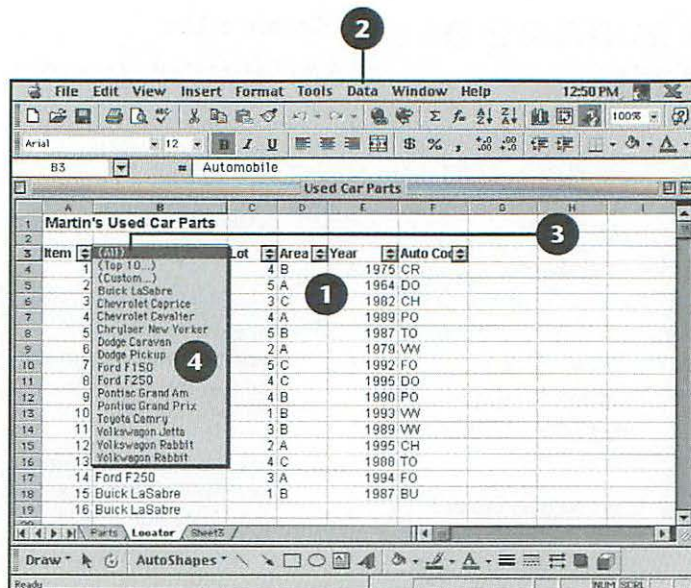 2
File Edit View Insert Format Tools Data Window Help 12:50 PM
100%
Arial 12 B I U $ % ,
B3 = Automobile
Used Car Parts
A B C D E F G H I
1 Martin's Used Car Parts
2
3
3 Item (All) Lot Area Year Auto Cod
4 1 (Top 10...) 4 B 1975 CR
(Custom...)
5 2 Buick LaSabre 5 A 1964 DO
1
6 3 Chevrolet Caprice 3 C 1982 CH
7 4 Chevrolet Cavalier 4 A 1989 PO
8 5 Chrylser New Yorker 5 B 1987 TO
9 6 Dodge Caravan 2 A 1979 VW
Dodge Pickup
4
10 7 Ford F150 5 C 1992 FO
11 8 Ford F250 4 C 1995 DO
12 9 Pontiac Grand Am 4 B 1990 PO
Pontiac Grand Prix
13 10 Toyota Camry 1 B 1993 VW
14 11 Volkswagon Jetta 3 B 1989 VW
15 12 Volkswagon Rabbit 2 A 1995 CH
16 13 Volkwagon Rabbit 4 C 1988 TO
17 14 Ford F250 3 A 1994 FO
18 15 Buick LaSabre 1 B 1987 BU
19 16 Buick LaSabre
Parts Locator Sheet3
Draw AutoShapes
Ready NUM SCRL